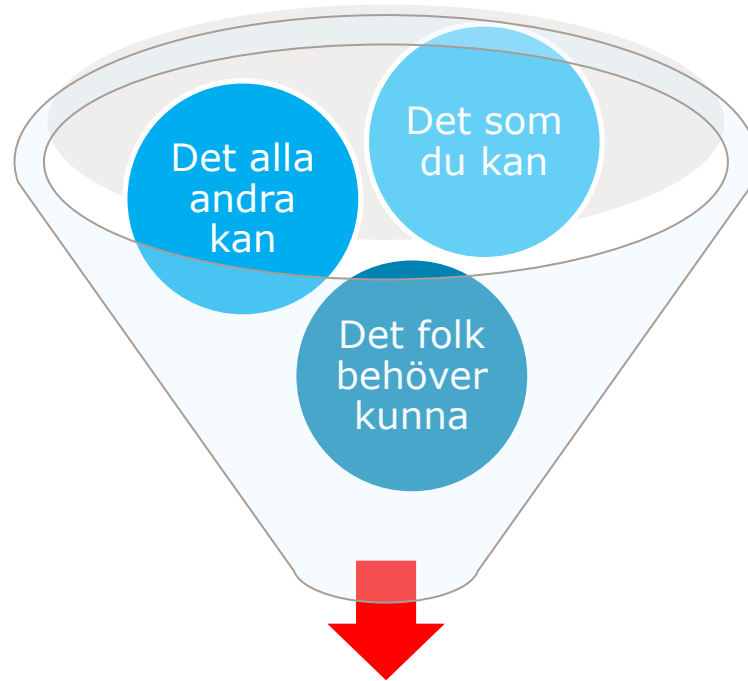 Det alla
andra
kan
Det som
du kan
Det folk
behöver
kunna